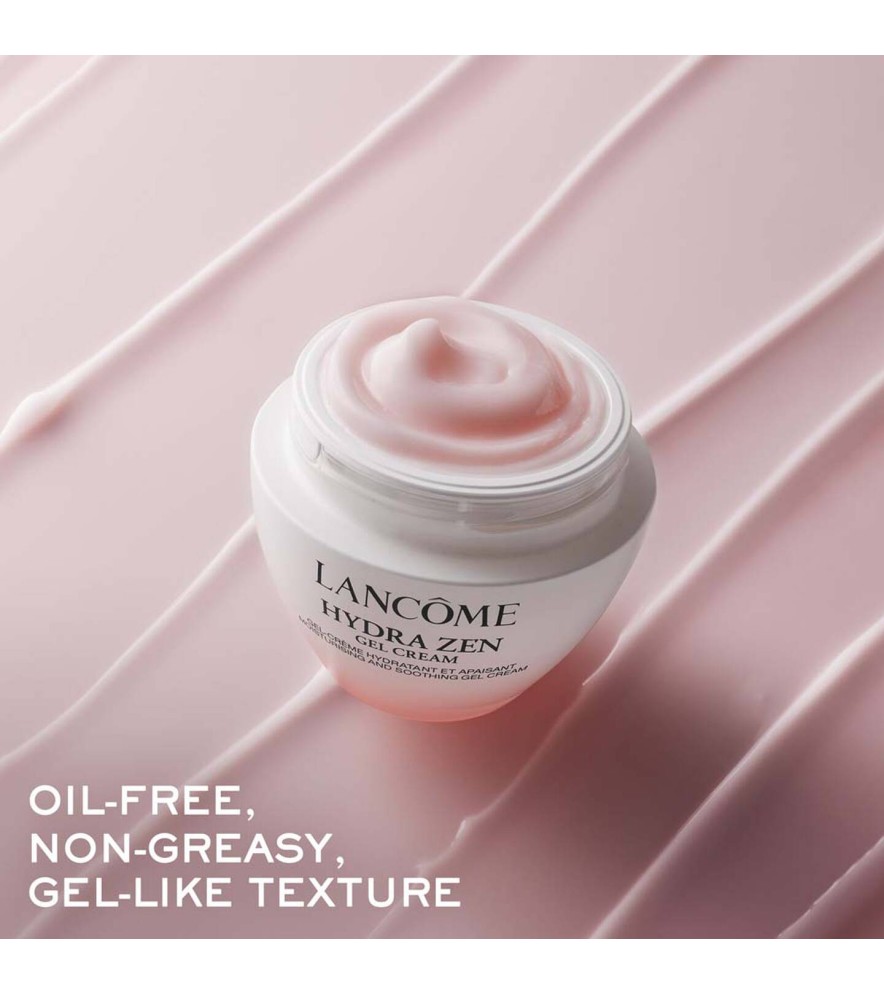 LANCÔME
HYDRA ZEN
GEL CREAM
GEL-CRÈME HYDRATANT ET APAISANT
MOISTURISING AND SOOTHING GEL CREAM
OIL-FREE,
NON-GREASY,
GEL-LIKE TEXTURE